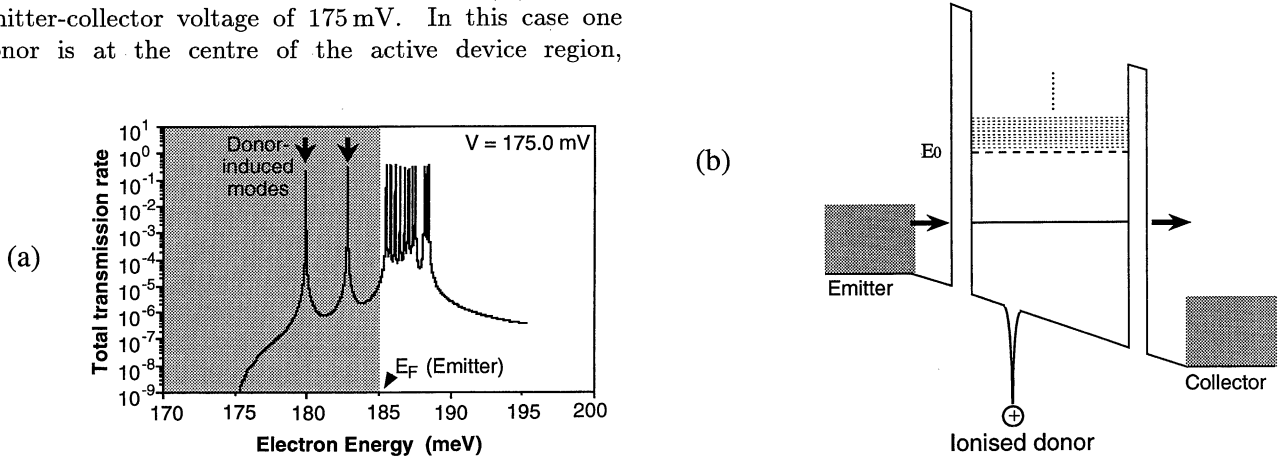 mitter-collector voltage of 175 mV. In this case one
onor is at the centre of the active device region,
(a)
Total transmission rate
10^1
10^0
10^-1
10^-2
10^-3
10^-4
10^-5
10^-6
10^-7
10^-8
10^-9
Donor-
induced
modes
V = 175.0 mV
E_F (Emitter)
170 175 180 185 190 195 200
Electron Energy (meV)
(b)
E0
Emitter
Collector
+
Ionised donor